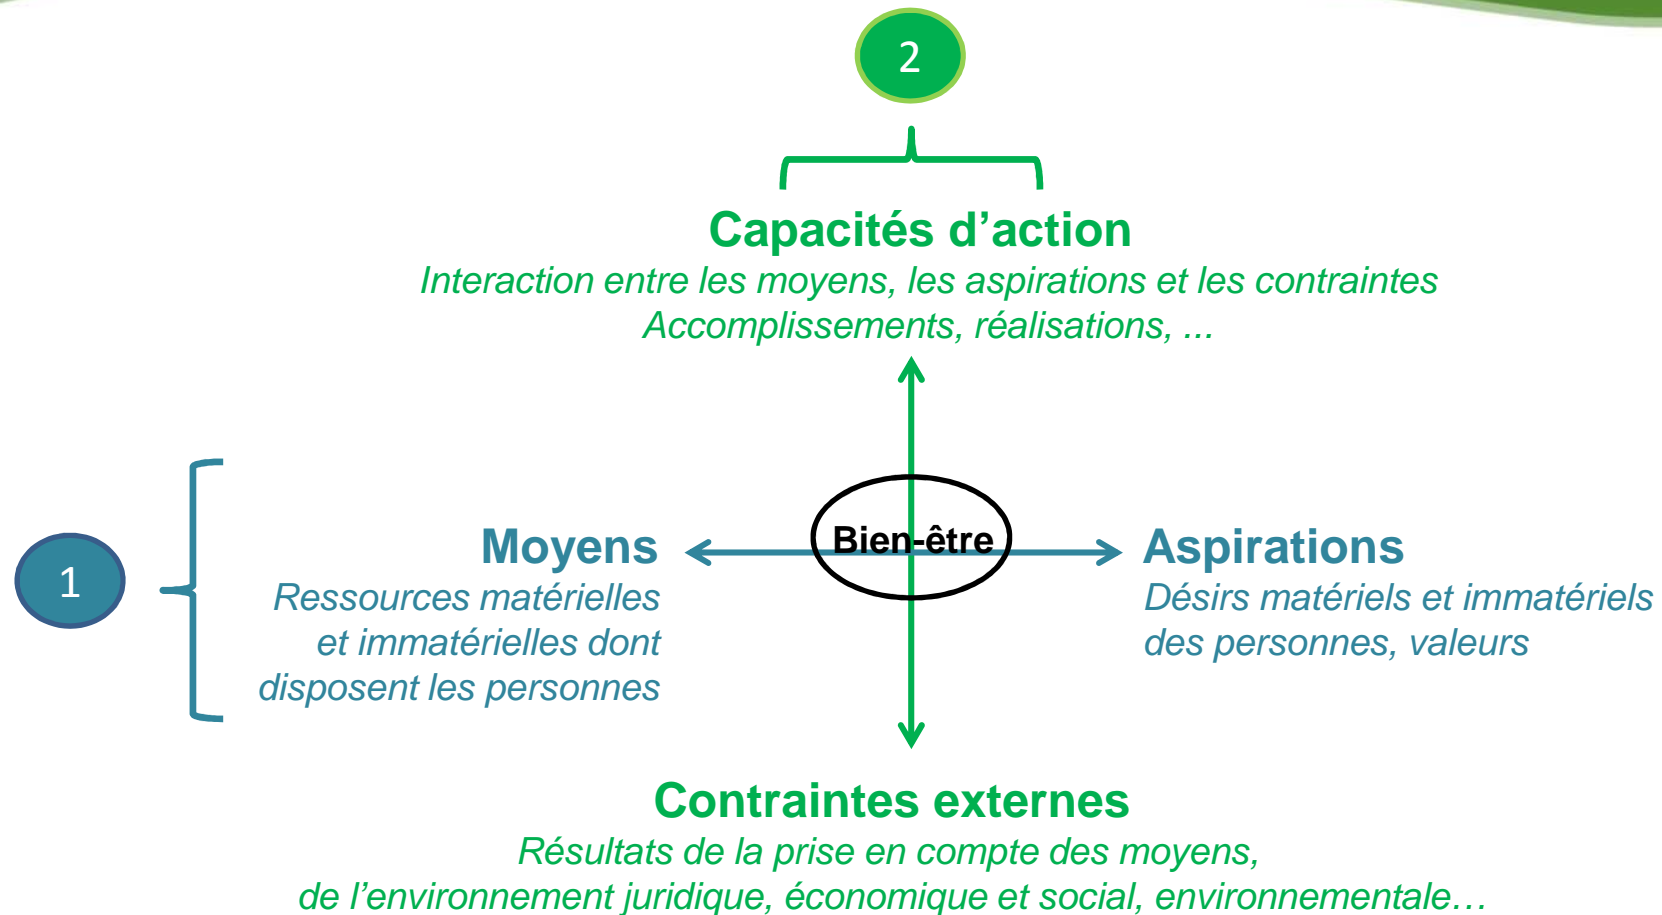 2
Capacités d’action
Interaction entre les moyens, les aspirations et les contraintes
Accomplissements, réalisations, ...
1
Moyens
Ressources matérielles
et immatérielles dont
disposent les personnes
Bien-être
Aspirations
Désirs matériels et immatériels
des personnes, valeurs
Contraintes externes
Résultats de la prise en compte des moyens,
de l’environnement juridique, économique et social, environnementale…